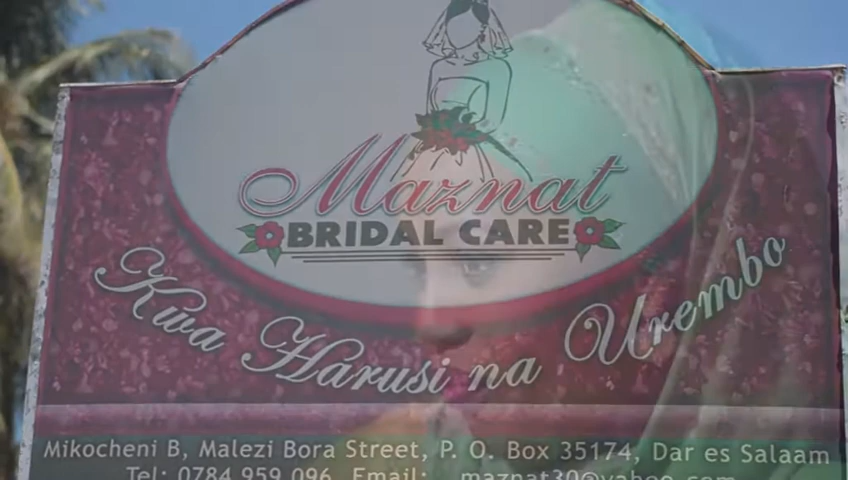 Maznat
BRIDAL CARE
Kwa Harusi na Urembo
Mikocheni B, Malezi Bora Street, P. O. Box 35174, Dar es Salaam
Tel: 0784 959 096 Email: maznat30@yahoo.com